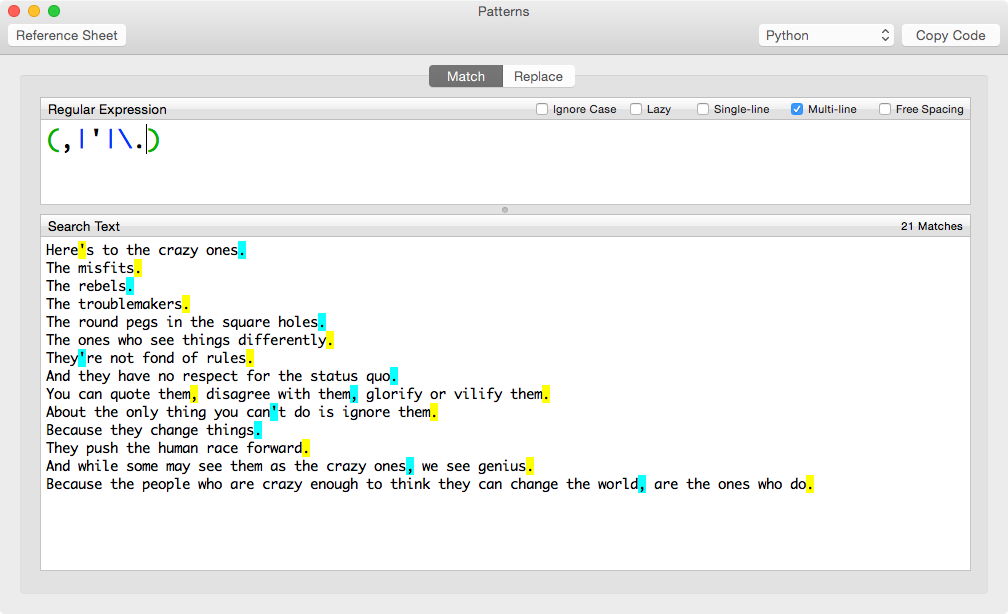 Patterns
Reference Sheet Python Copy Code
Match Replace
Regular Expression Ignore Case Lazy Single-line Multi-line Free Spacing
(,|'|\.)
Search Text 21 Matches
Here's to the crazy ones.
The misfits.
The rebels.
The troublemakers.
The round pegs in the square holes.
The ones who see things differently.
They're not fond of rules.
And they have no respect for the status quo.
You can quote them, disagree with them, glorify or vilify them.
About the only thing you can't do is ignore them.
Because they change things.
They push the human race forward.
And while some may see them as the crazy ones, we see genius.
Because the people who are crazy enough to think they can change the world, are the ones who do.